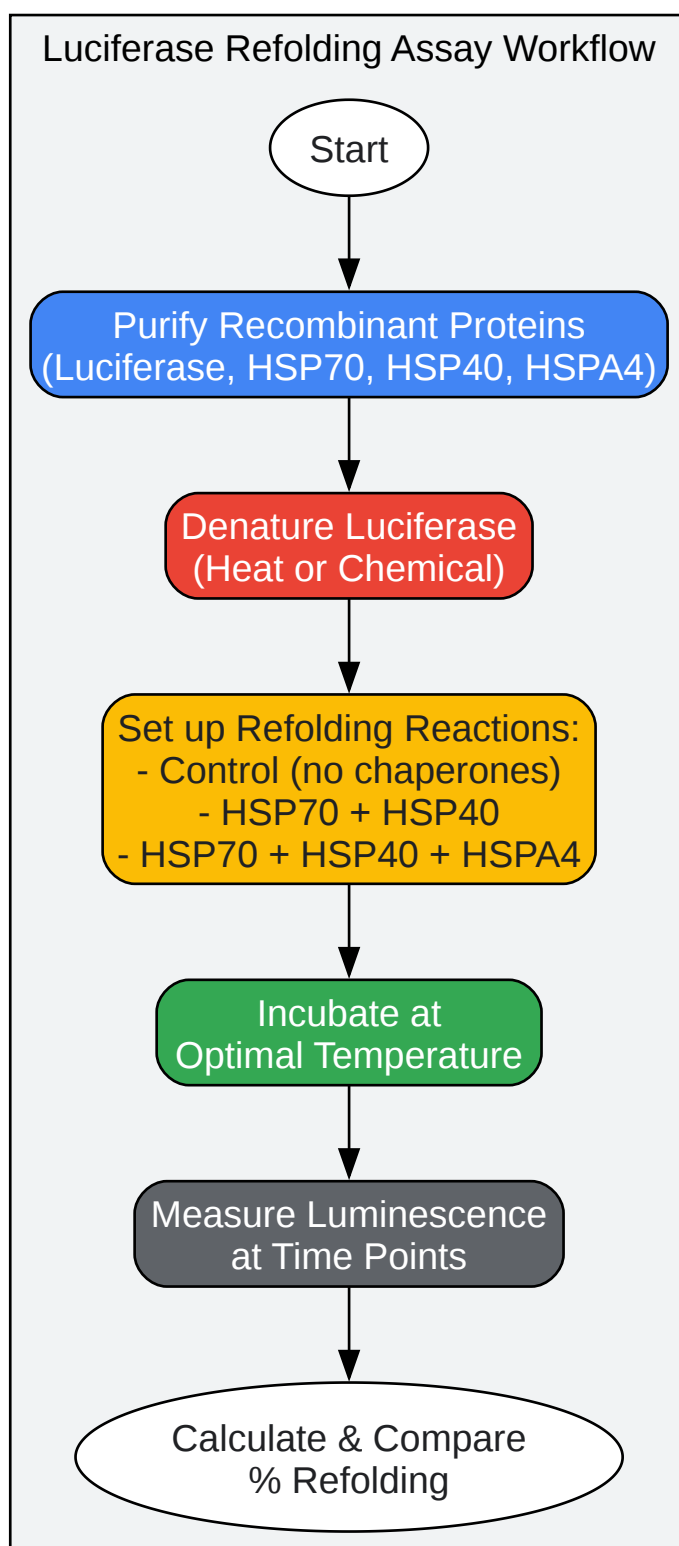 Luciferase Refolding Assay Workflow
Start
Purify Recombinant Proteins
(Luciferase, HSP70, HSP40, HSPA4)
Denature Luciferase
(Heat or Chemical)
Set up Refolding Reactions:
- Control (no chaperones)
- HSP70 + HSP40
- HSP70 + HSP40 + HSPA4
Incubate at
Optimal Temperature
Measure Luminescence
at Time Points
Calculate & Compare
% Refolding